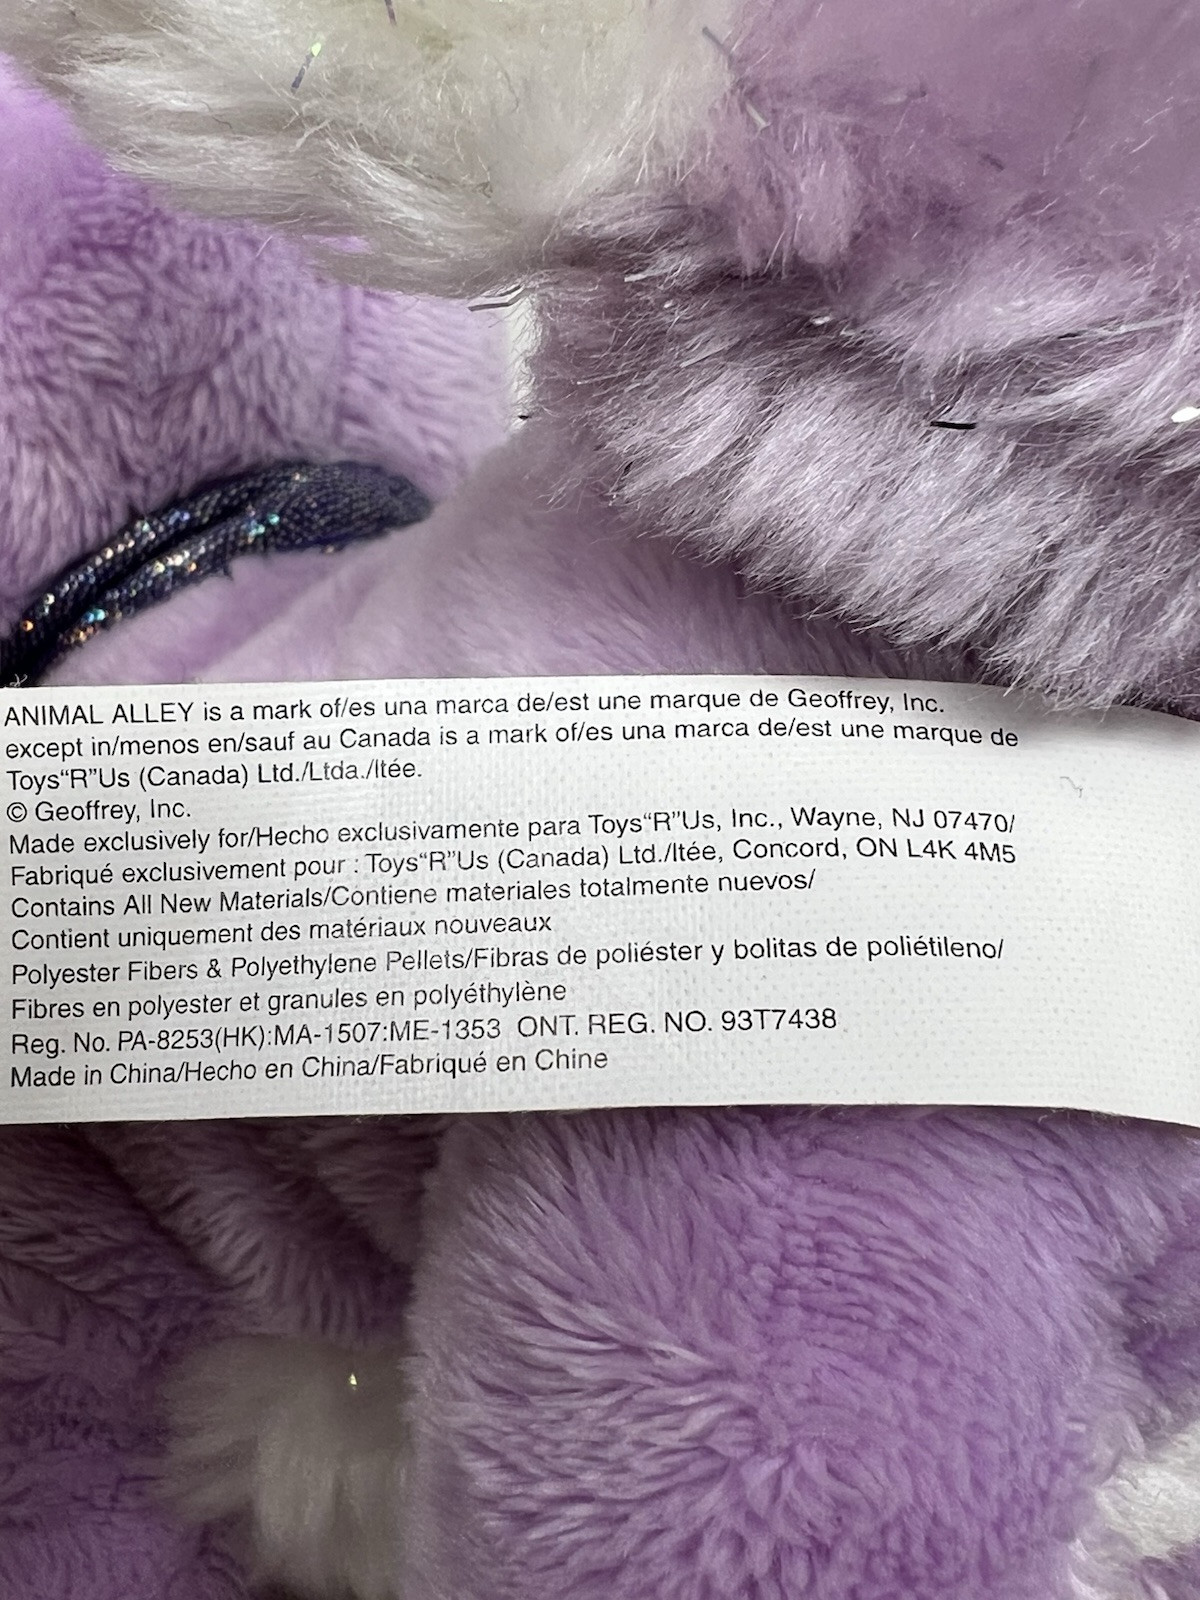 ANIMAL ALLEY is a mark of/es una marca de/est une marque de Geoffrey, Inc.
except in/menos en/sauf au Canada is a mark of/es una marca de/est une marque de
Toys“R”Us (Canada) Ltd./Ltda./ltée.
© Geoffrey, Inc.
Made exclusively for/Hecho exclusivamente para Toys“R”Us, Inc., Wayne, NJ 07470/
Fabriqué exclusivement pour : Toys“R”Us (Canada) Ltd./ltée, Concord, ON L4K 4M5
Contains All New Materials/Contiene materiales totalmente nuevos/
Contient uniquement des matériaux nouveaux
Polyester Fibers & Polyethylene Pellets/Fibras de poliéster y bolitas de poliétileno/
Fibres en polyester et granules en polyéthylène
Reg. No. PA-8253(HK):MA-1507:ME-1353 ONT. REG. NO. 93T7438
Made in China/Hecho en China/Fabriqué en Chine